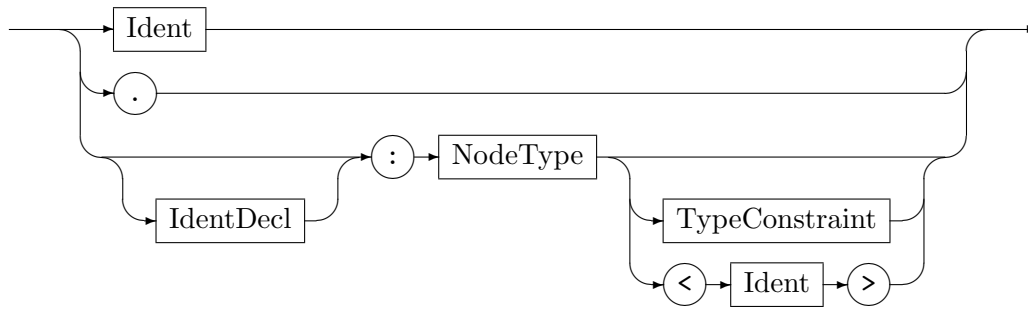 Ident
.
: NodeType
IdentDecl TypeConstraint
< Ident >